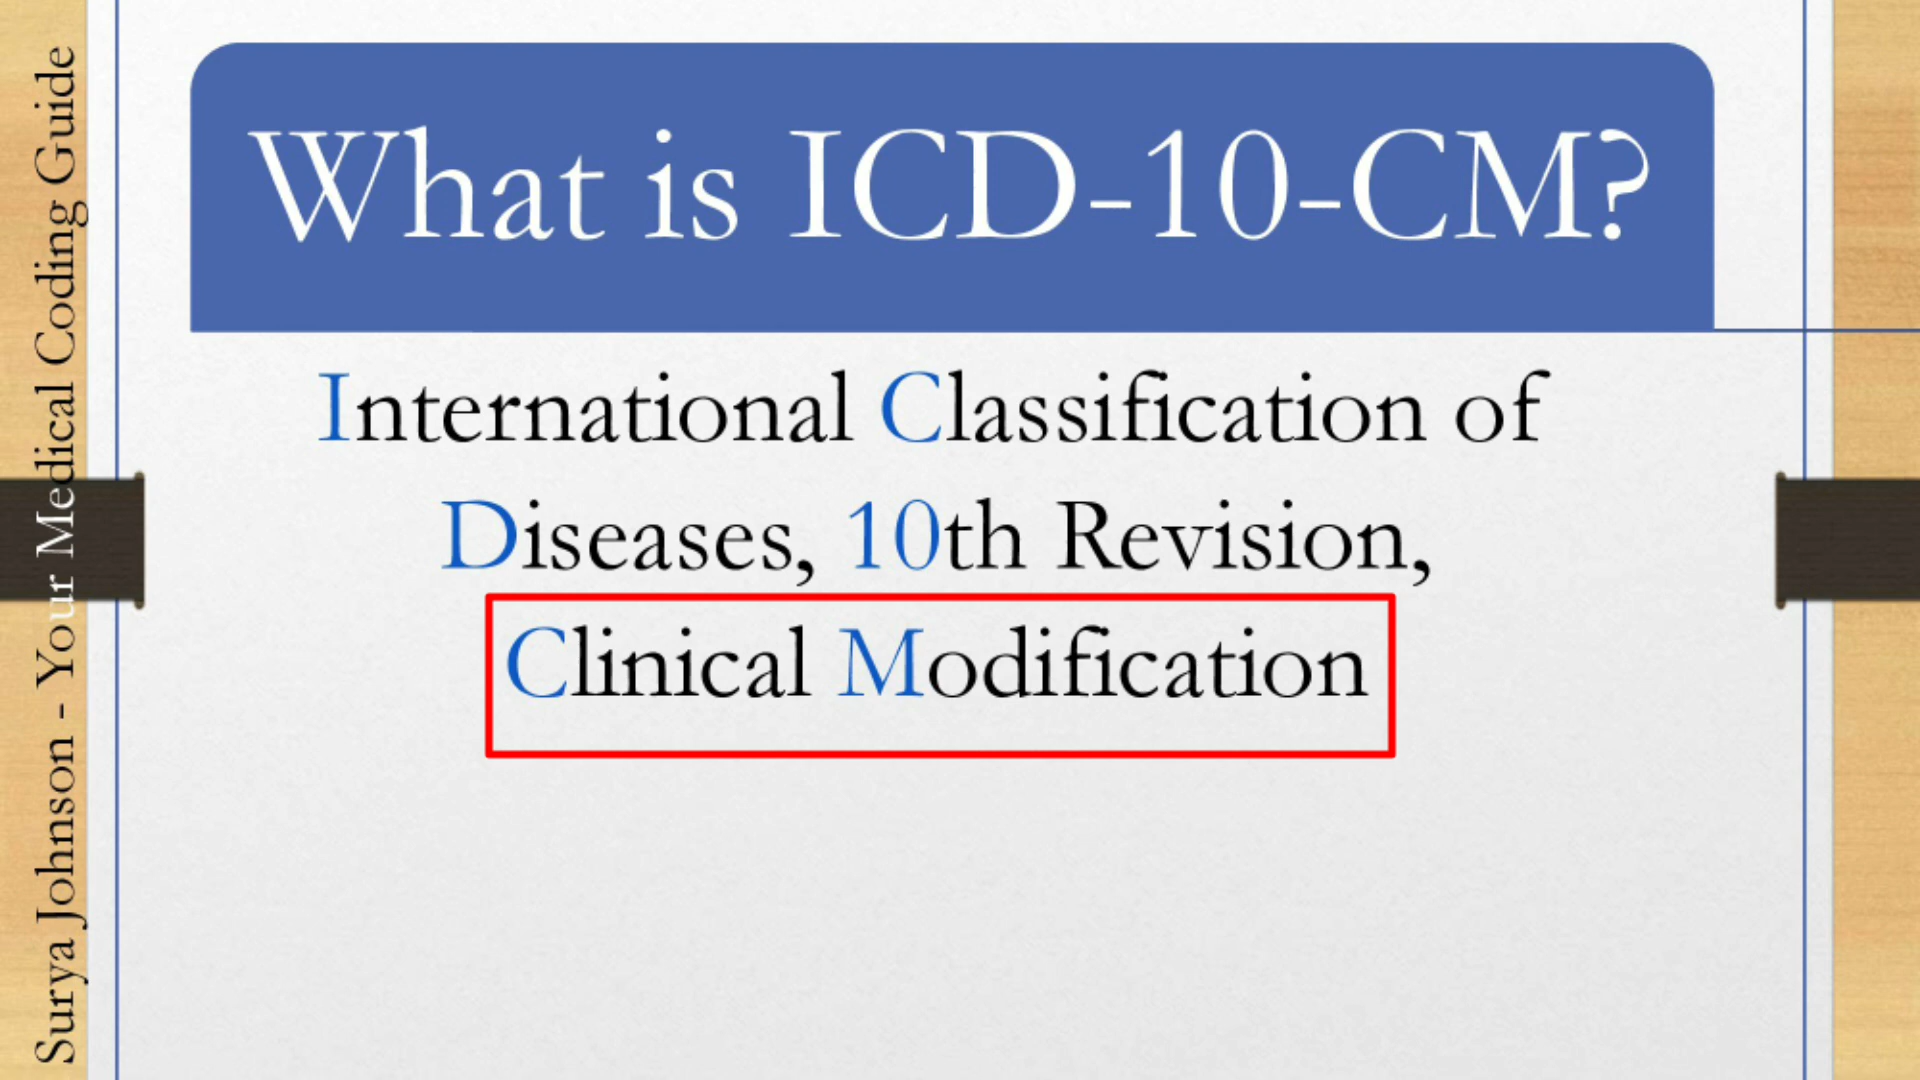 What is ICD-10-CM?
International Classification of
Diseases, 10th Revision,
Clinical Modification
Surya Johnson - Your Medical Coding Guide